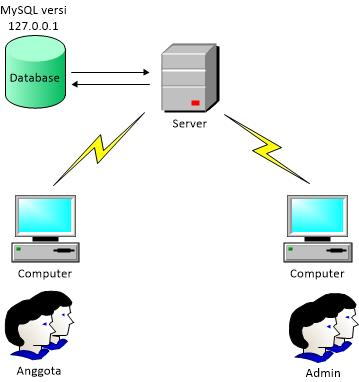 MySQL versi
127.0.0.1
Database
Server
Computer
Computer
Anggota
Admin